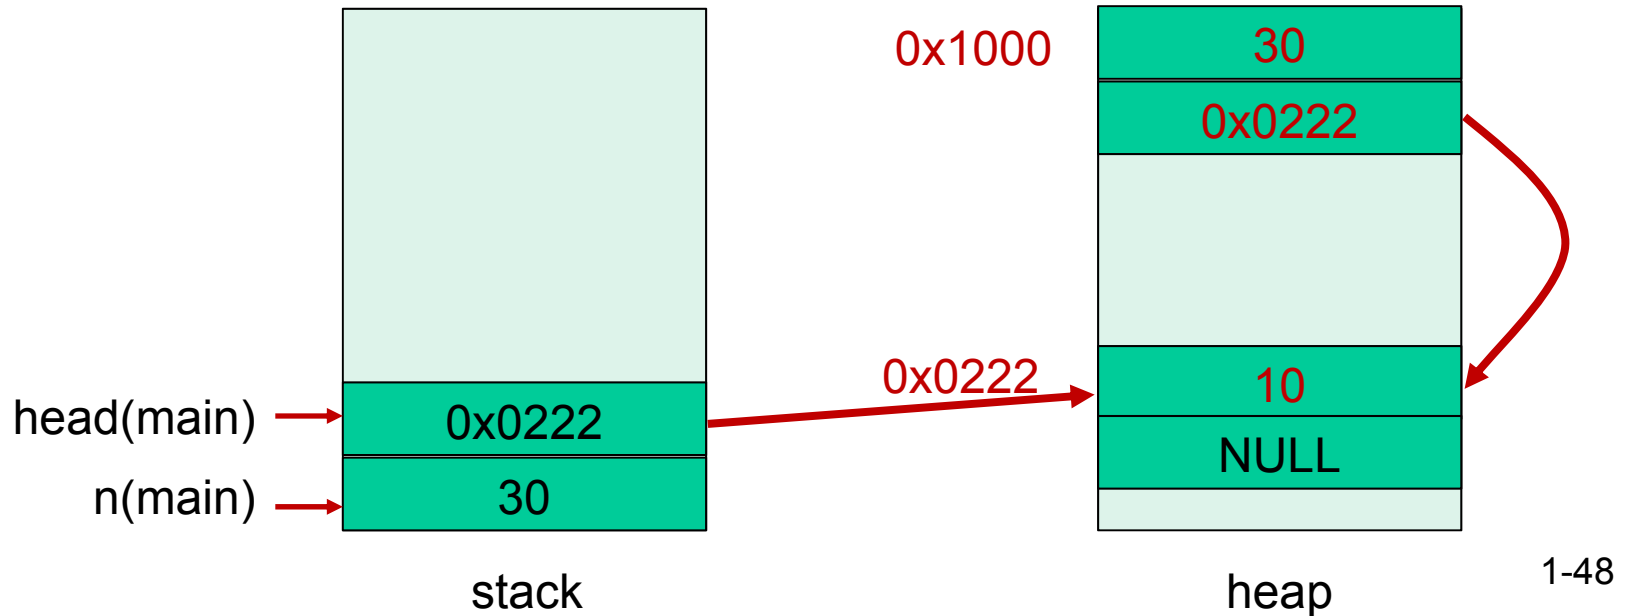 0x1000
30
0x0222
0x0222
10
head(main)
0x0222
NULL
n(main)
30
stack
heap
1-48